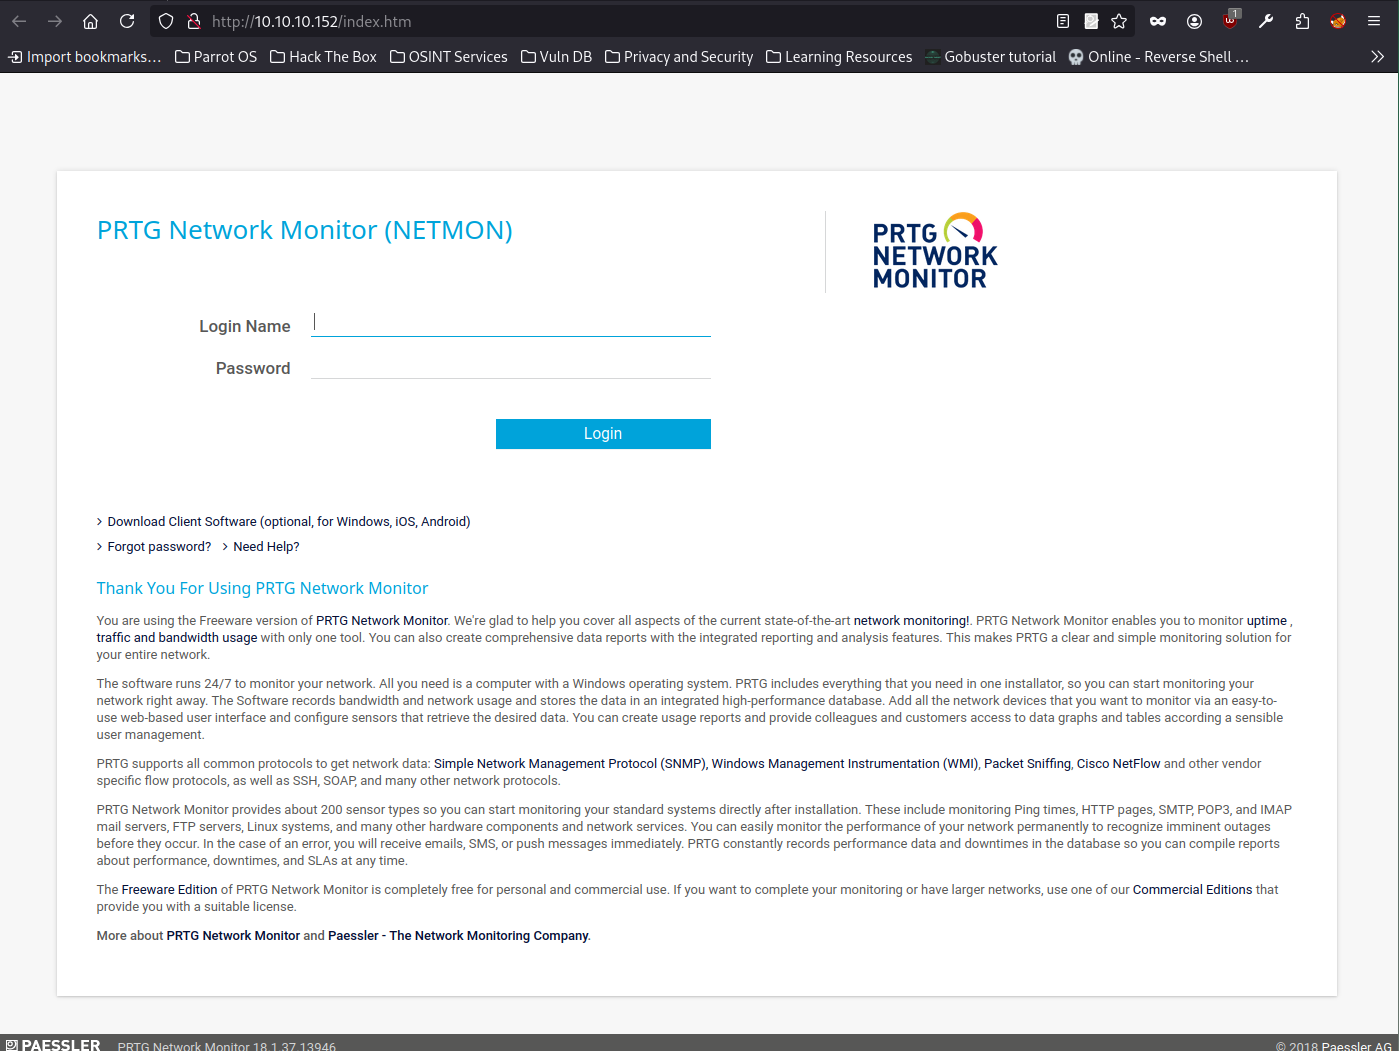 http://10.10.10.152/index.htm
1
Import bookmarks… Parrot OS Hack The Box OSINT Services Vuln DB Privacy and Security Learning Resources Gobuster tutorial Online - Reverse Shell …
PRTG Network Monitor (NETMON)
PRTG
NETWORK
MONITOR
Login Name
Password
Login
Download Client Software (optional, for Windows, iOS, Android)
Forgot password? Need Help?
Thank You For Using PRTG Network Monitor
You are using the Freeware version of PRTG Network Monitor. We're glad to help you cover all aspects of the current state-of-the-art network monitoring!. PRTG Network Monitor enables you to monitor uptime ,
traffic and bandwidth usage with only one tool. You can also create comprehensive data reports with the integrated reporting and analysis features. This makes PRTG a clear and simple monitoring solution for
your entire network.
The software runs 24/7 to monitor your network. All you need is a computer with a Windows operating system. PRTG includes everything that you need in one installator, so you can start monitoring your
network right away. The Software records bandwidth and network usage and stores the data in an integrated high-performance database. Add all the network devices that you want to monitor via an easy-to-
use web-based user interface and configure sensors that retrieve the desired data. You can create usage reports and provide colleagues and customers access to data graphs and tables according a sensible
user management.
PRTG supports all common protocols to get network data: Simple Network Management Protocol (SNMP), Windows Management Instrumentation (WMI), Packet Sniffing, Cisco NetFlow and other vendor
specific flow protocols, as well as SSH, SOAP, and many other network protocols.
PRTG Network Monitor provides about 200 sensor types so you can start monitoring your standard systems directly after installation. These include monitoring Ping times, HTTP pages, SMTP, POP3, and IMAP
mail servers, FTP servers, Linux systems, and many other hardware components and network services. You can easily monitor the performance of your network permanently to recognize imminent outages
before they occur. In the case of an error, you will receive emails, SMS, or push messages immediately. PRTG constantly records performance data and downtimes in the database so you can compile reports
about performance, downtimes, and SLAs at any time.
The Freeware Edition of PRTG Network Monitor is completely free for personal and commercial use. If you want to complete your monitoring or have larger networks, use one of our Commercial Editions that
provide you with a suitable license.
More about PRTG Network Monitor and Paessler - The Network Monitoring Company.
PAESSLER PRTG Network Monitor 18.1.37.13946 © 2018 Paessler AG